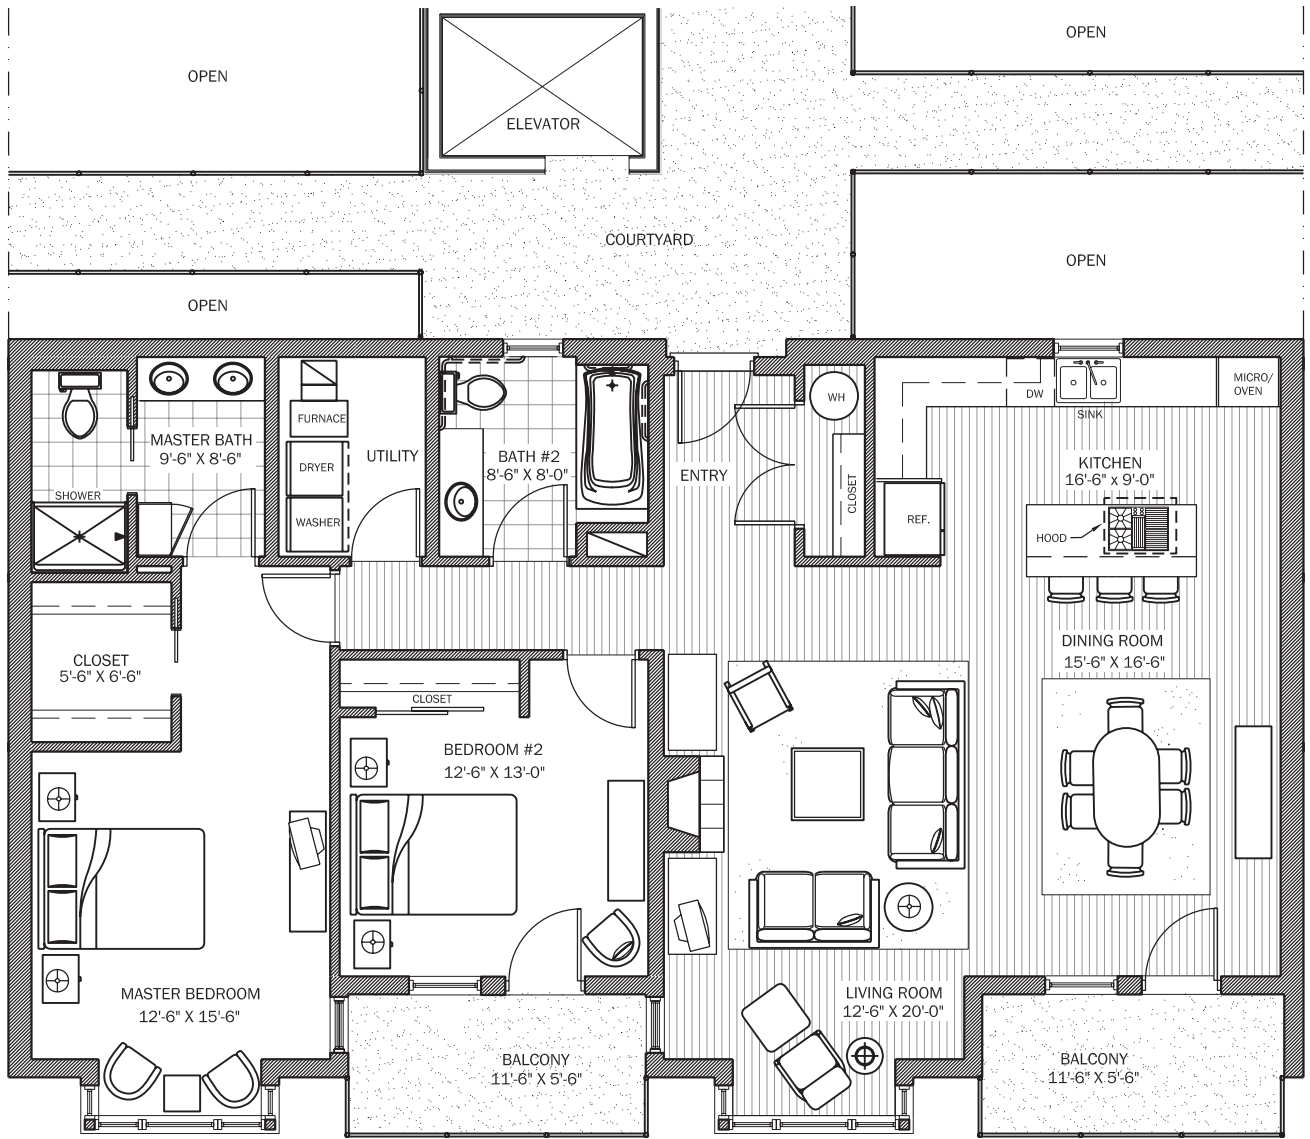 OPEN
OPEN
ELEVATOR
COURTYARD
OPEN
OPEN
MICRO/
OVEN
DW
WH
SINK
FURNACE
MASTER BATH
9'-6" X 8'-6"
UTILITY
BATH #2
8'-6" X 8'-0"
ENTRY
KITCHEN
16'-6" x 9'-0"
DRYER
CLOSET
SHOWER
WASHER
REF.
HOOD
DINING ROOM
15'-6" X 16'-6"
CLOSET
5'-6" X 6'-6"
CLOSET
BEDROOM #2
12'-6" X 13'-0"
MASTER BEDROOM
12'-6" X 15'-6"
LIVING ROOM
12'-6" X 20'-0"
BALCONY
11'-6" X 5'-6"
BALCONY
11'-6" X 5'-6"